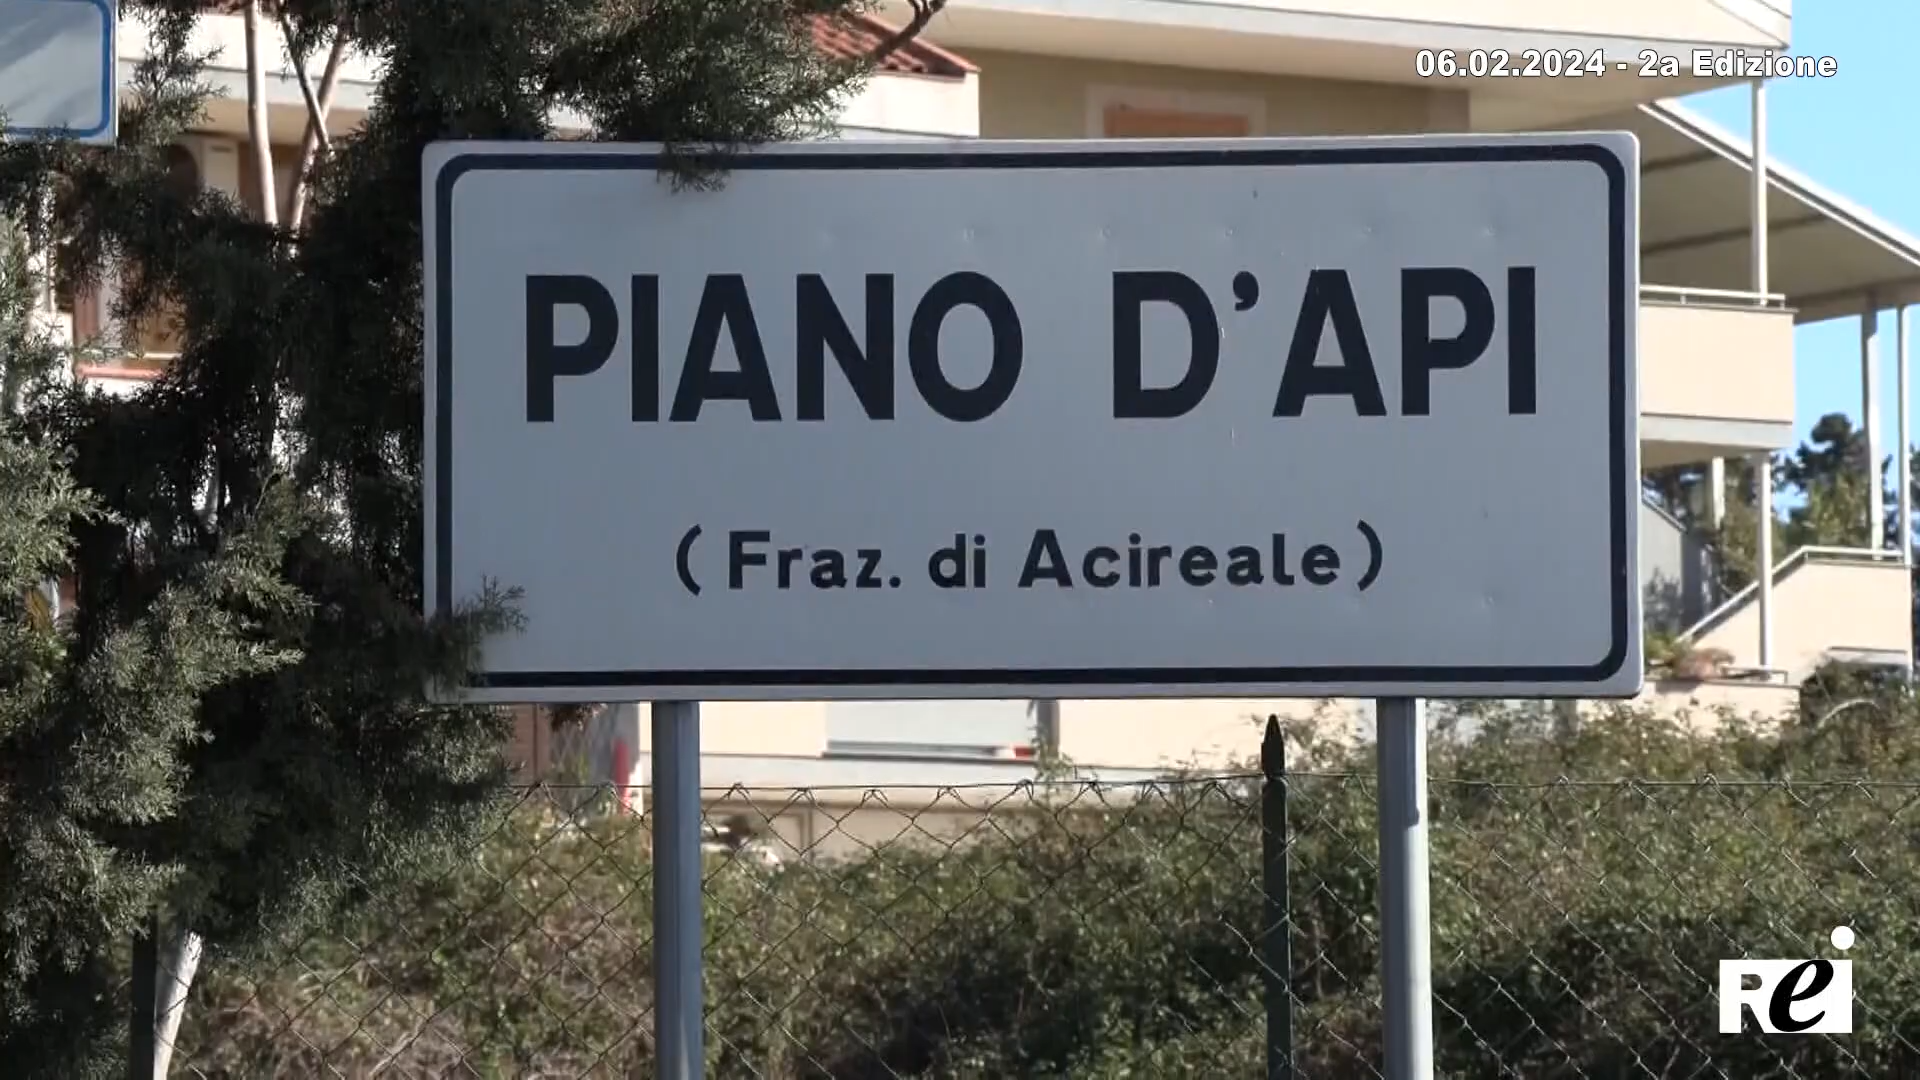 06.02.2024 - 2a Edizione
PIANO D'API
(Fraz. di Acireale)
Rei